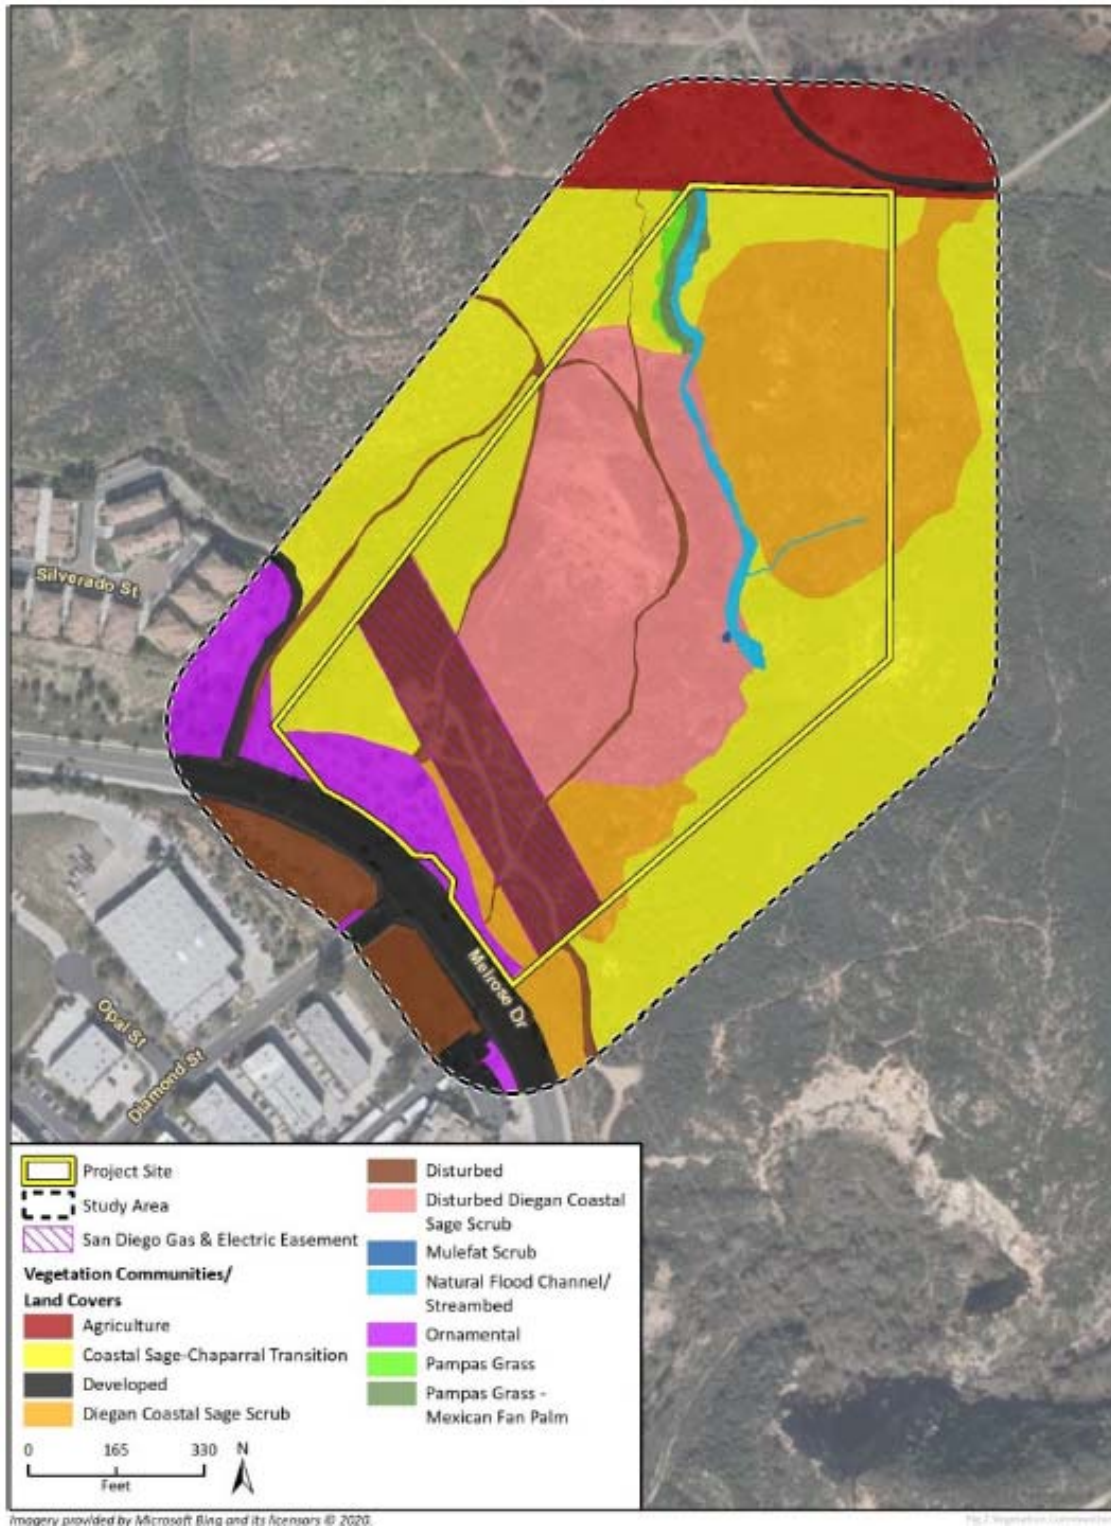 Silverado St
Melrose Dr
Opal St
Diamond St
Project Site
Study Area
San Diego Gas & Electric Easement
Vegetation Communities/
Land Covers
Agriculture
Coastal Sage-Chaparral Transition
Developed
Diegan Coastal Sage Scrub
0 165 330
Feet
N
Disturbed
Disturbed Diegan Coastal
Sage Scrub
Mulefat Scrub
Natural Flood Channel/
Streambed
Ornamental
Pampas Grass
Pampas Grass -
Mexican Fan Palm
Imagery provided by Microsoft Bing and its licensors © 2020.